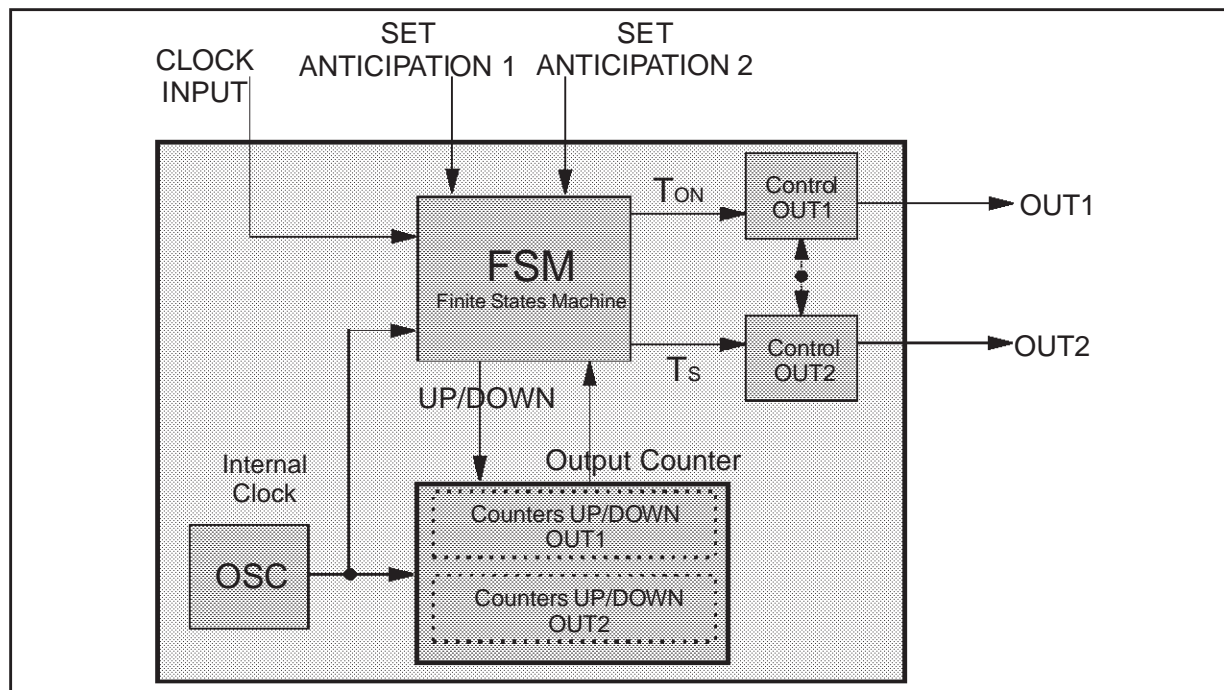 CLOCK
INPUT
SET
ANTICIPATION 1
SET
ANTICIPATION 2
FSM
Finite States Machine
TON
TS
Control
OUT1
OUT1
Control
OUT2
OUT2
UP/DOWN
Output Counter
Internal
Clock
OSC
Counters UP/DOWN
OUT1
Counters UP/DOWN
OUT2